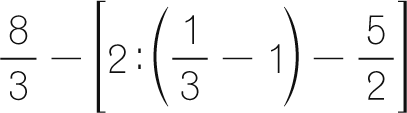 8/3 − [2 : (1/3 − 1) − 5/2]